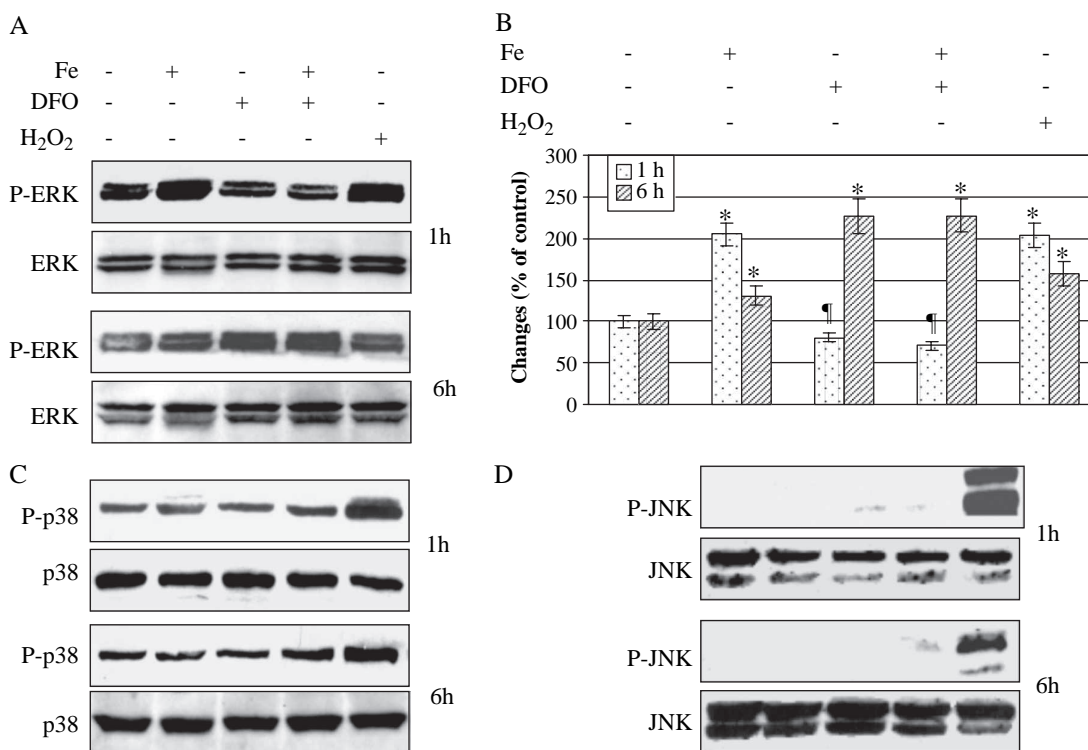 A
Fe - + - + -
DFO - - + + -
H2O2 - - - - +
P-ERK
1h
ERK
P-ERK
6h
ERK
B
Fe - + - + -
DFO - - + + -
H2O2 - - - - +
Changes (% of control)
300
250
200
150
100
50
0
1 h
6 h
* * ¶ * ¶ * * *
C
P-p38
1h
p38
P-p38
6h
p38
D
P-JNK
1h
JNK
P-JNK
6h
JNK